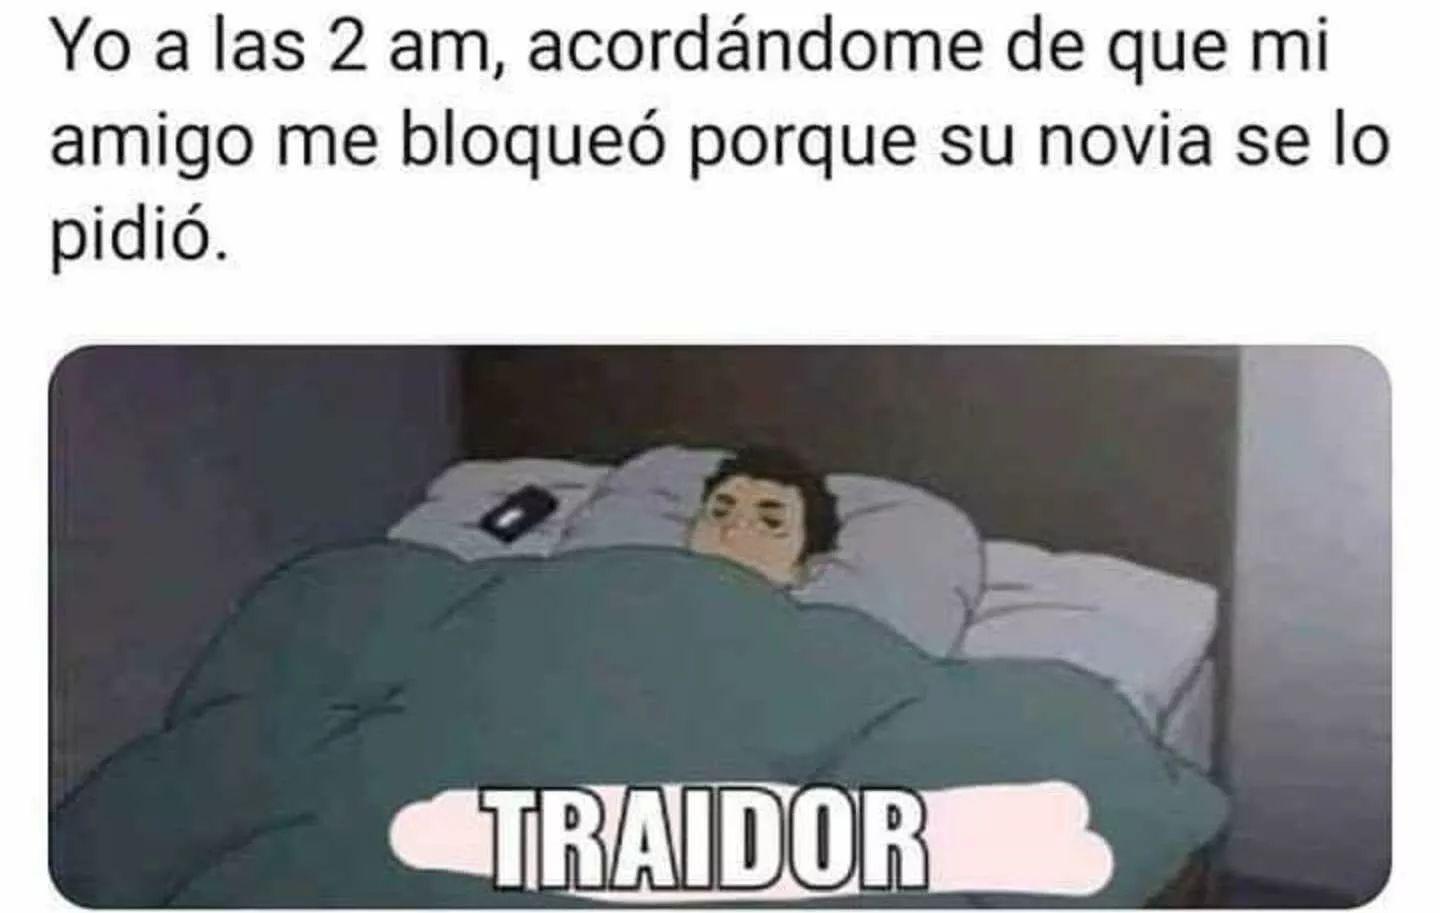 Yo a las 2 am, acordándome de que mi
amigo me bloqueó porque su novia se lo
pidió.
TRAIDOR